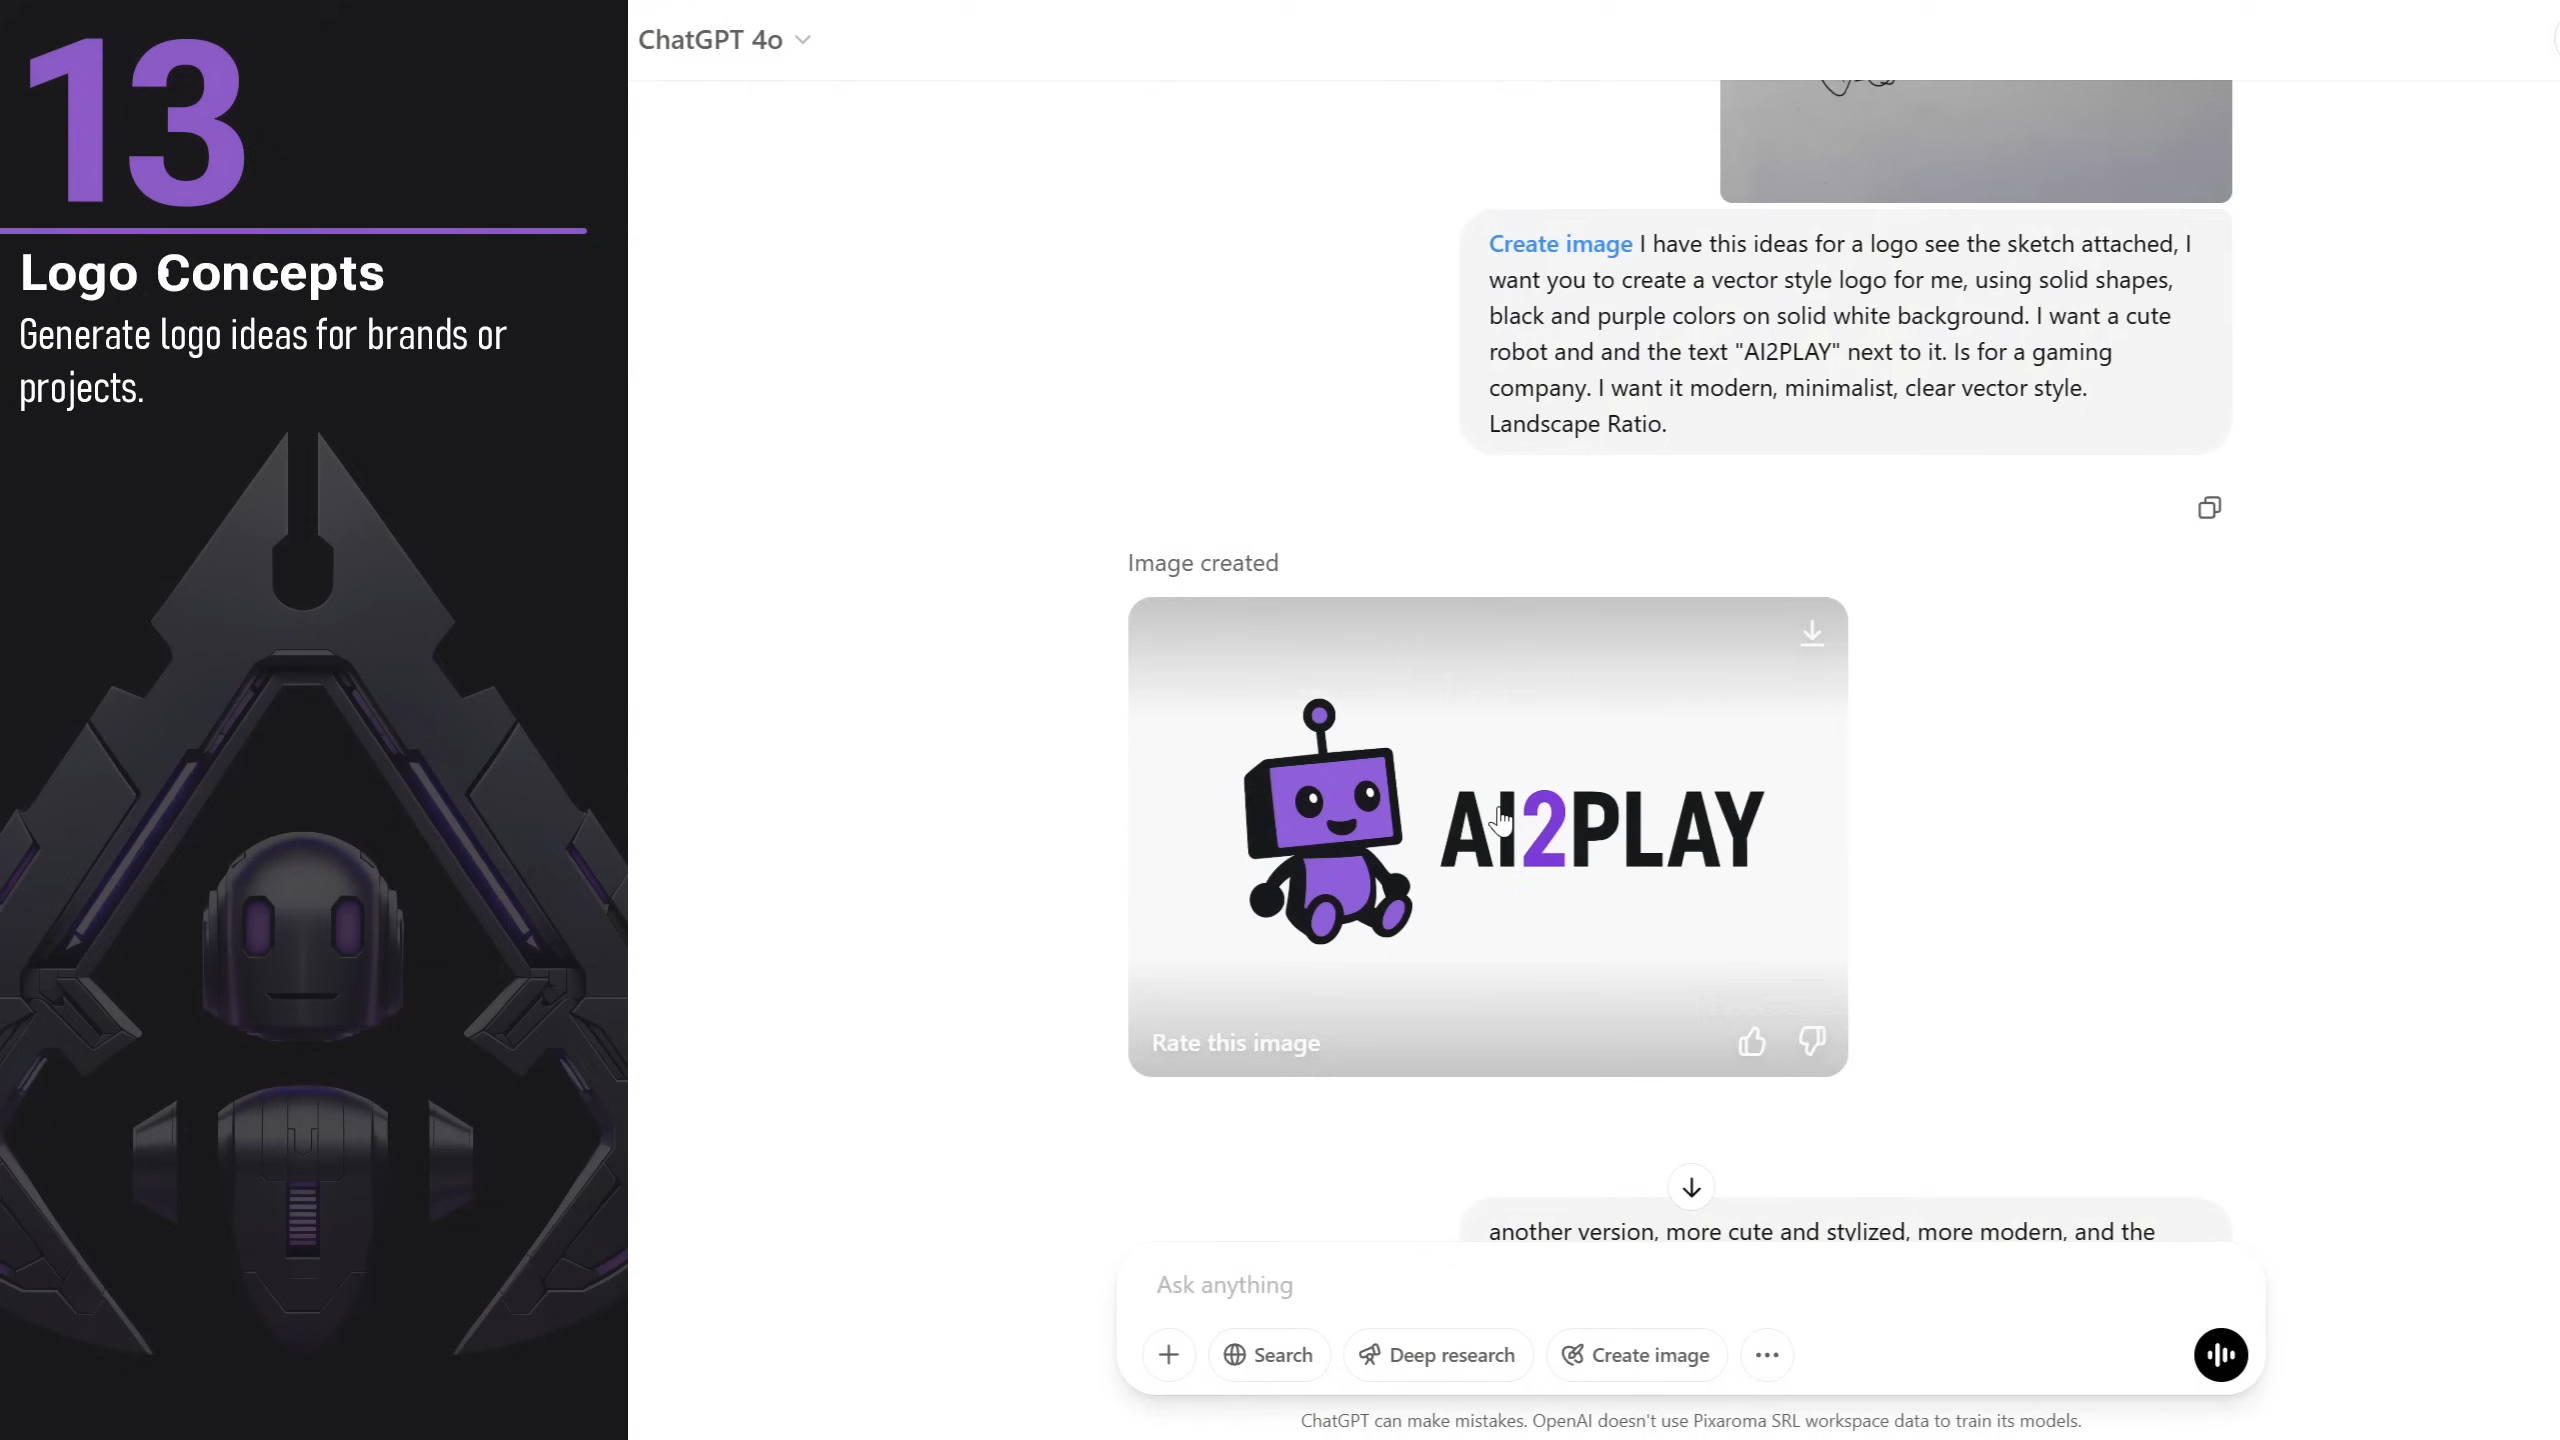 13
Logo Concepts
Generate logo ideas for brands or
projects.
ChatGPT 4o
Create image I have this ideas for a logo see the sketch attached, I
want you to create a vector style logo for me, using solid shapes,
black and purple colors on solid white background. I want a cute
robot and and the text "AI2PLAY" next to it. Is for a gaming
company. I want it modern, minimalist, clear vector style.
Landscape Ratio.
Image created
AI2PLAY
Rate this image
another version, more cute and stylized, more modern, and the
Ask anything
Search
Deep research
Create image
ChatGPT can make mistakes. OpenAI doesn't use Pixaroma SRL workspace data to train its models.